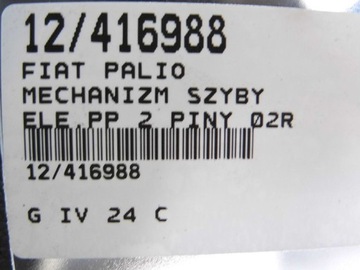 12/416988
FIAT PALIO
MECHANIZM SZYBY
ELE.PP 2 PINY 02R
12/416988
G IV 24 C